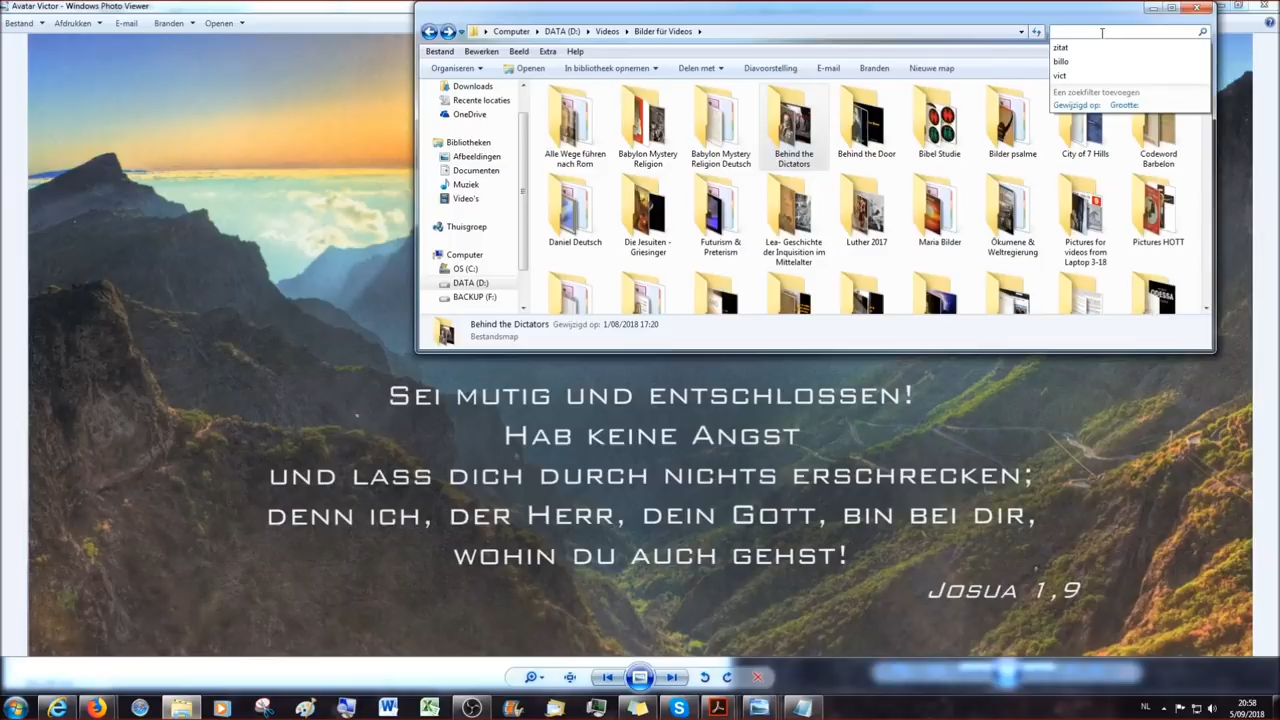 Avatar Victor - Windows Photo Viewer
Bestand Afdrukken E-mail Branden Openen
Computer DATA (D:) Videos Bilder für Videos
Bestand Bewerken Beeld Extra Help
Organiseren Openen In bibliotheek opnemen Delen met Diavoorstelling E-mail Branden Nieuwe map
zitat
billo
vict
Een zoekfilter toevoegen
Gewijzigd op: Grootte:
Downloads
Recente locaties
OneDrive
Bibliotheken
Afbeeldingen
Documenten
Muziek
Video's
Thuisgroep
Computer
OS (C:)
DATA (D:)
BACKUP (F:)
Alle Wege führen nach Rom
Babylon Mystery Religion
Babylon Mystery Religion Deutsch
Behind the Dictators
Behind the Door
Bibel Studie
Bilder psalme
City of 7 Hills
Codeword Barbelon
Daniel Deutsch
Die Jesuiten - Griesinger
Futurism & Preterism
Lea- Geschichte der Inquisition im Mittelalter
Luther 2017
Maria Bilder
Ökumene & Weltregierung
Pictures for videos from Laptop 3-18
Pictures HOTT
ODESSA
Behind the Dictators Gewijzigd op: 1/08/2018 17:20
Bestandsmap
Sei mutig und entschlossen!
Hab keine Angst
und lass dich durch nichts erschrecken;
denn ich, der Herr, dein Gott, bin bei dir,
wohin du auch gehst!
Josua 1,9
NL
20:58
5/09/2018